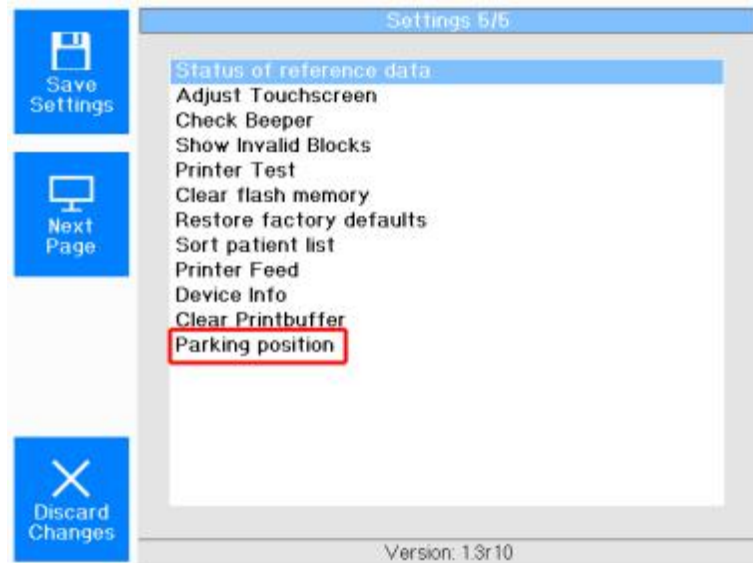 Settings 5/5
Save
Settings
Next
Page
Discard
Changes
Status of reference data
Adjust Touchscreen
Check Beeper
Show Invalid Blocks
Printer Test
Clear flash memory
Restore factory defaults
Sort patient list
Printer Feed
Device Info
Clear Printbuffer
Parking position
Version: 1.3r10